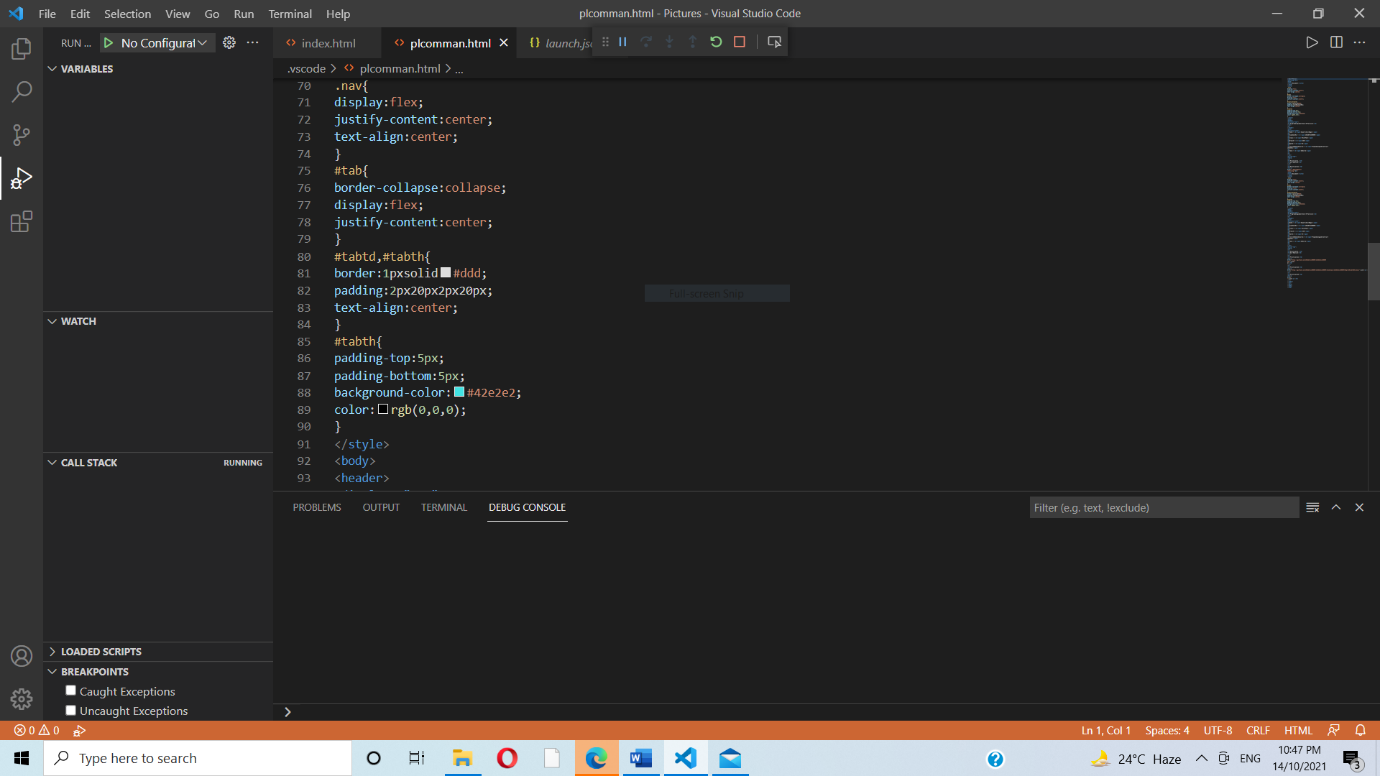 File Edit Selection View Go Run Terminal Help
plcomman.html - Pictures - Visual Studio Code
RUN ... No Configurat
index.html plcomman.html launch.js
VARIABLES
.vscode > plcomman.html > ...
70 .nav{
71 display:flex;
72 justify-content:center;
73 text-align:center;
74 }
75 #tab{
76 border-collapse:collapse;
77 display:flex;
78 justify-content:center;
79 }
80 #tabtd,#tabth{
81 border:1pxsolid #ddd;
82 padding:2px20px2px20px;
83 text-align:center;
84 }
85 #tabth{
86 padding-top:5px;
87 padding-bottom:5px;
88 background-color: #42e2e2;
89 color: rgb(0,0,0);
90 }
91 </style>
92 <body>
93 <header>
Full-screen Snip
WATCH
CALL STACK RUNNING
PROBLEMS OUTPUT TERMINAL DEBUG CONSOLE
Filter (e.g. text, !exclude)
LOADED SCRIPTS
BREAKPOINTS
Caught Exceptions
Uncaught Exceptions
0 0
Ln 1, Col 1 Spaces: 4 UTF-8 CRLF HTML
Type here to search
24°C Haze ENG
10:47 PM
14/10/2021
3